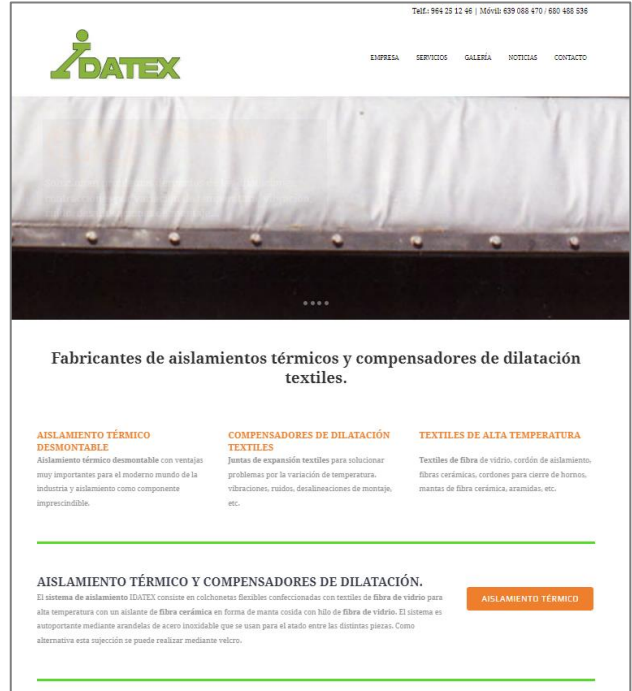 Telf.: 964 25 12 46 | Móvil: 639 088 470 / 680 488 536
IDATEX
EMPRESA SERVICIOS GALERÍA NOTICIAS CONTACTO
Fabricantes de aislamientos térmicos y compensadores de dilatación
textiles.
AISLAMIENTO TÉRMICO
DESMONTABLE
Aislamiento térmico desmontable con ventajas
muy importantes para el moderno mundo de la
industria y aislamiento como componente
imprescindible.
COMPENSADORES DE DILATACIÓN
TEXTILES
Juntas de expansión textiles para solucionar
problemas por la variación de temperatura.
vibraciones, ruidos, desalineaciones de montaje,
etc.
TEXTILES DE ALTA TEMPERATURA
Textiles de fibra de vidrio, cordón de aislamiento,
fibras cerámicas, cordones para cierre de hornos,
mantas de fibra cerámica, aramidas, etc.
AISLAMIENTO TÉRMICO Y COMPENSADORES DE DILATACIÓN.
El sistema de aislamiento IDATEX consiste en colchonetas flexibles confeccionadas con textiles de fibra de vidrio para
alta temperatura con un aislante de fibra cerámica en forma de manta cosida con hilo de fibra de vidrio. El sistema es
autoportante mediante arandelas de acero inoxidable que se usan para el atado entre las distintas piezas. Como
alternativa esta sujección se puede realizar mediante velcro.
AISLAMIENTO TÉRMICO